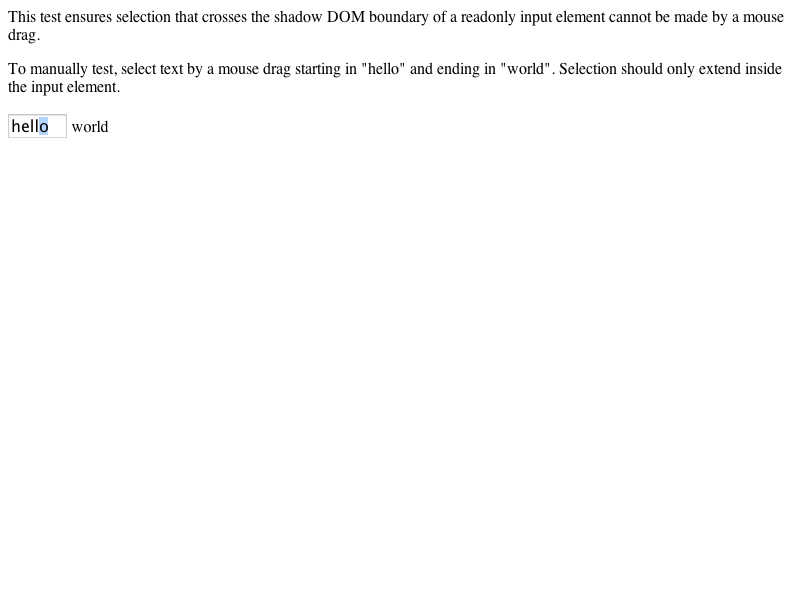 This test ensures selection that crosses the shadow DOM boundary of a readonly input element cannot be made by a mouse
drag.
To manually test, select text by a mouse drag starting in "hello" and ending in "world". Selection should only extend inside
the input element.
hello world